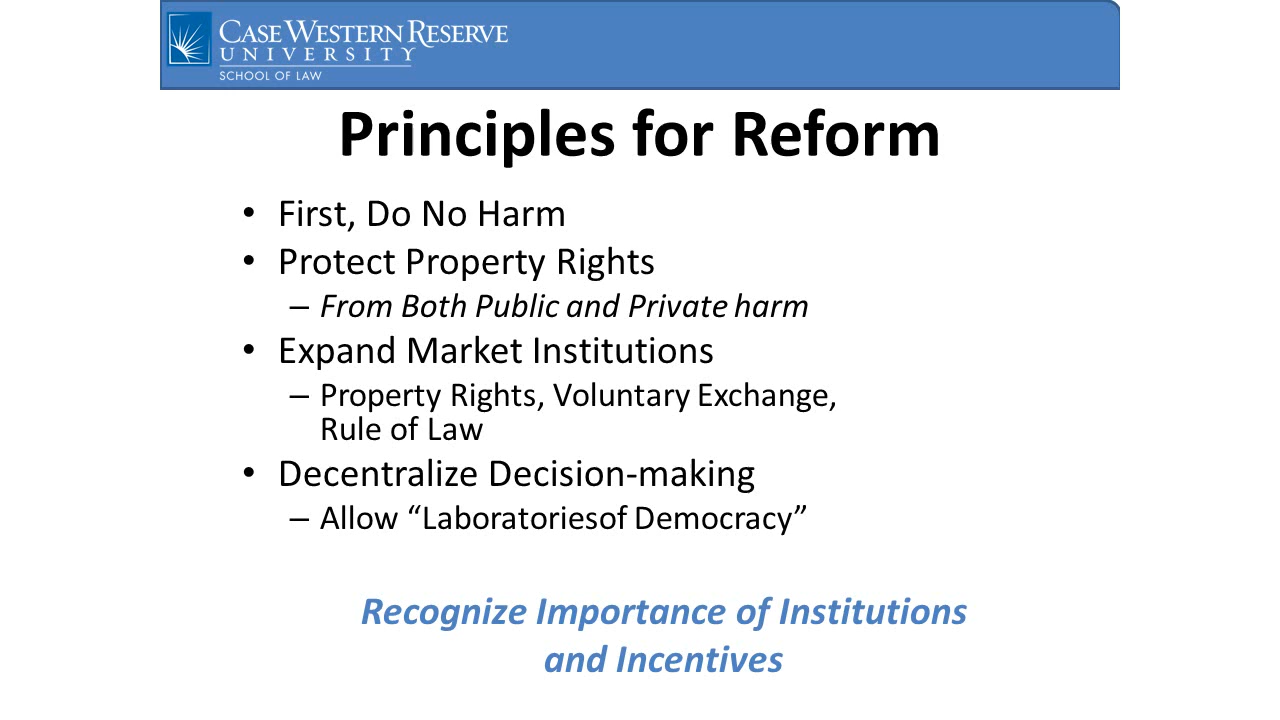 CASE WESTERN RESERVE
UNIVERSITY
SCHOOL OF LAW
Principles for Reform
• First, Do No Harm
• Protect Property Rights
– From Both Public and Private harm
• Expand Market Institutions
– Property Rights, Voluntary Exchange,
Rule of Law
• Decentralize Decision-making
– Allow “Laboratoriesof Democracy”
Recognize Importance of Institutions
and Incentives